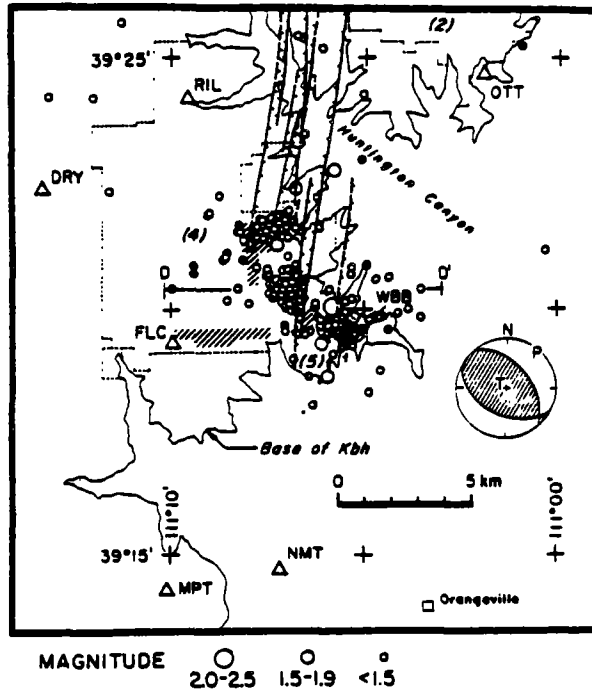 (2)
39°25'
RIL
OTT
Huntington Canyon
DRY
(4)
D
D'
WBB
FLC
(5)
N
P
T
Base of Kbh
0
5 km
111°10'
111°00'
39°15'
NMT
MPT
Orangeville
MAGNITUDE
2.0-2.5
1.5-1.9
<1.5